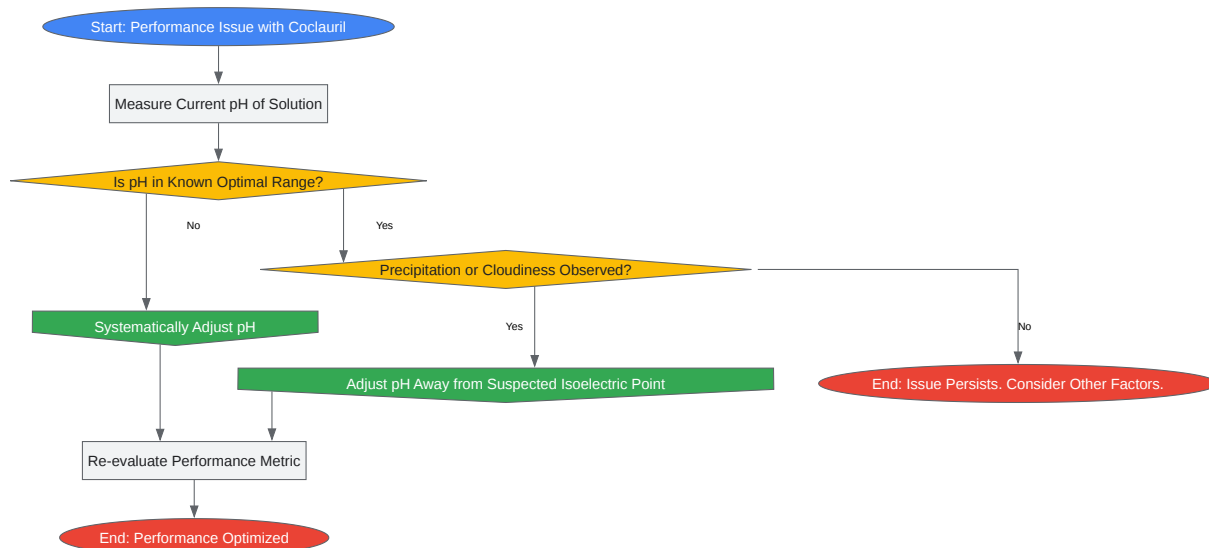 Start: Performance Issue with Coclauril
Measure Current pH of Solution
Is pH in Known Optimal Range?
No
Yes
Precipitation or Cloudiness Observed?
Systematically Adjust pH
Yes
No
Adjust pH Away from Suspected Isoelectric Point
End: Issue Persists. Consider Other Factors.
Re-evaluate Performance Metric
End: Performance Optimized